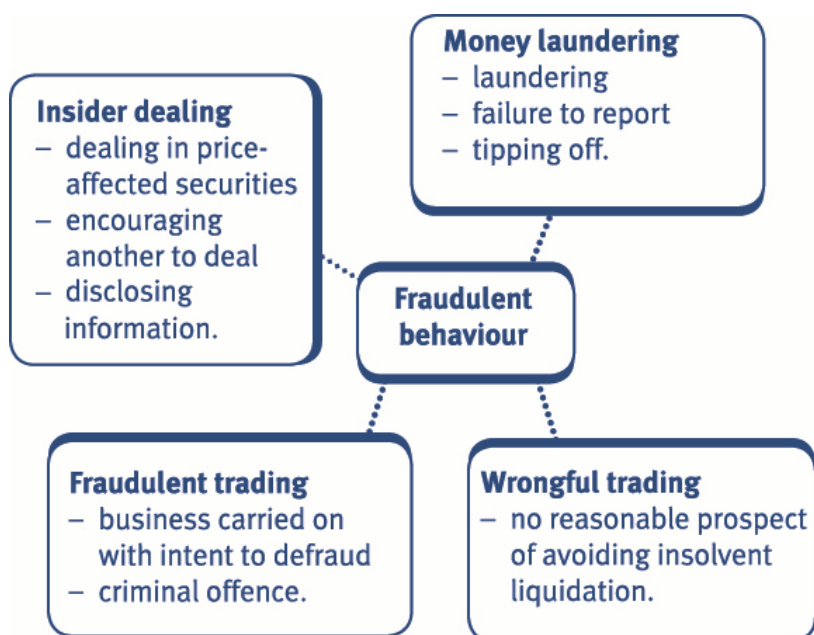 Money laundering
– laundering
– failure to report
– tipping off.
Insider dealing
– dealing in price-
affected securities
– encouraging
another to deal
– disclosing
information.
Fraudulent
behaviour
Fraudulent trading
– business carried on
with intent to defraud
– criminal offence.
Wrongful trading
– no reasonable prospect
of avoiding insolvent
liquidation.